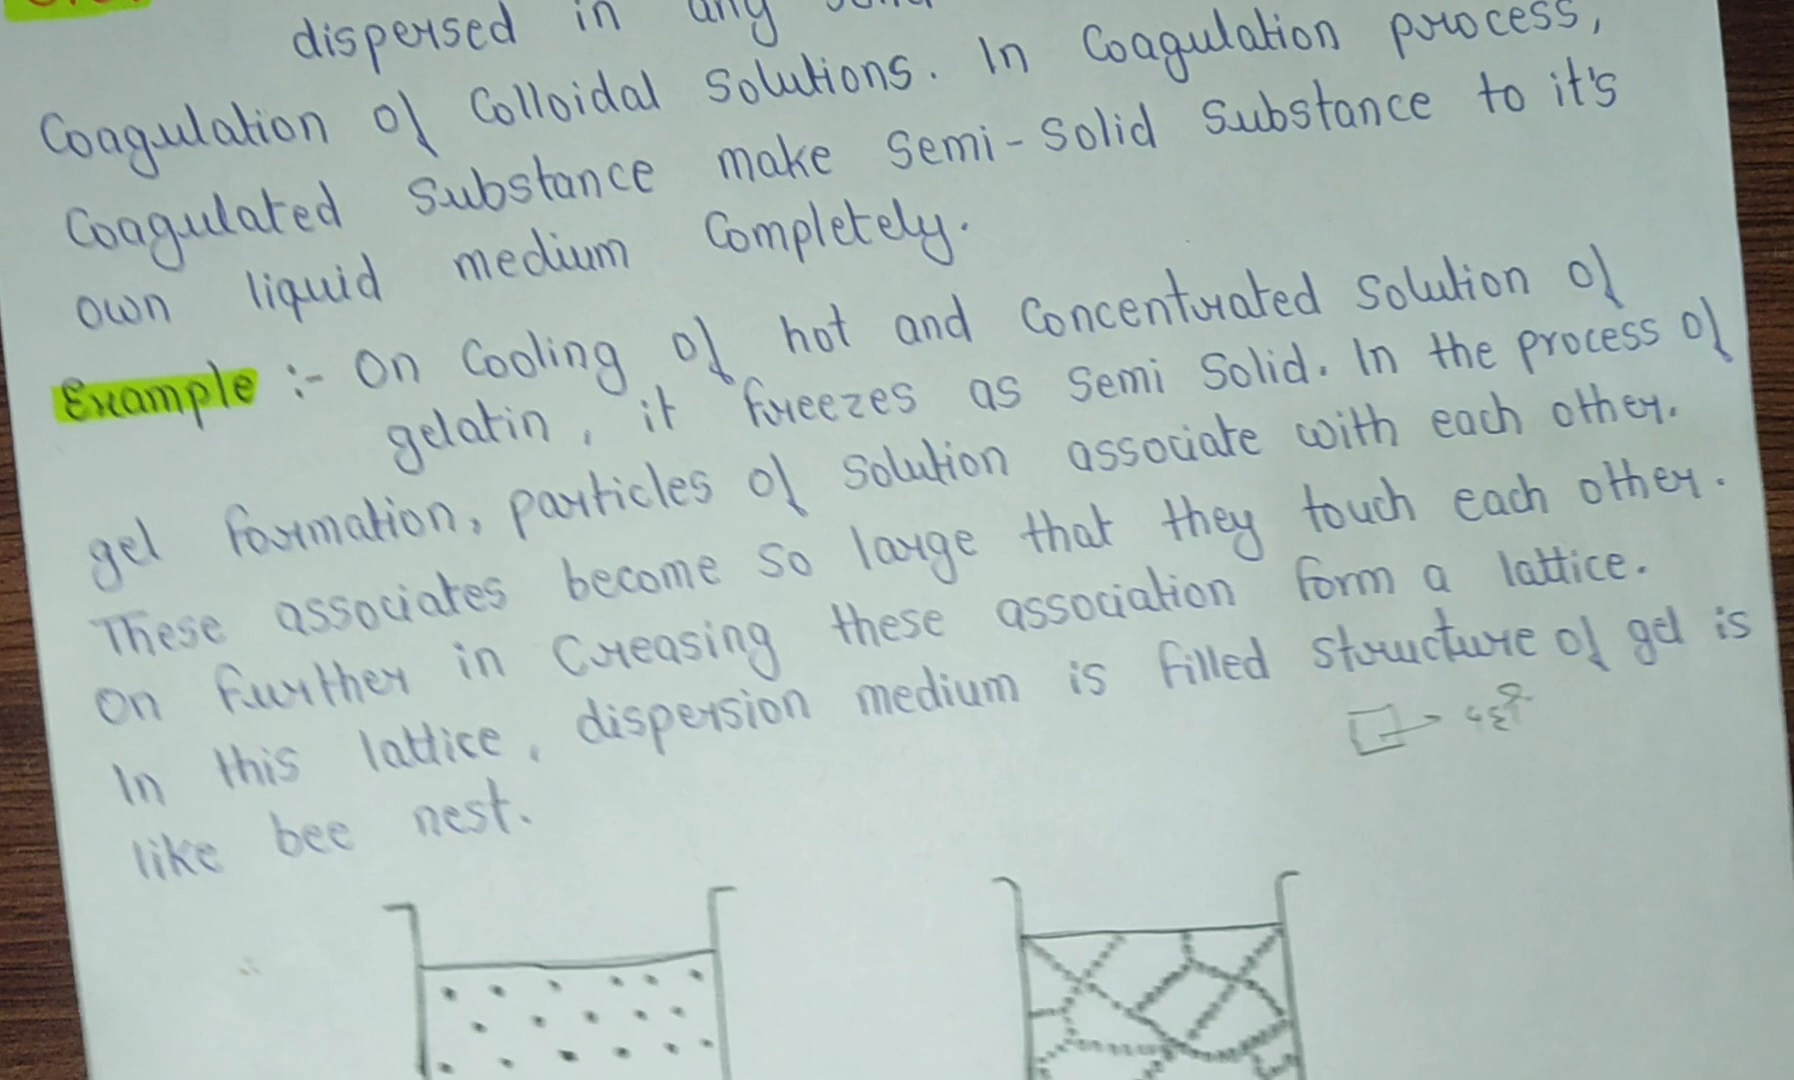 dispersed in any
Coagulation of Colloidal Solutions. In Coagulation process,
Coagulated Substance make Semi-Solid Substance to it's
own liquid medium Completely.
Example :- On Cooling of hot and Concentrated Solution of
gelatin, it freezes as Semi Solid. In the process of
gel formation, particles of Solution associate with each other.
These associates become so large that they touch each other.
On further in Creasing these association form a lattice.
In this lattice, dispersion medium is filled structure of gel is
like bee nest.